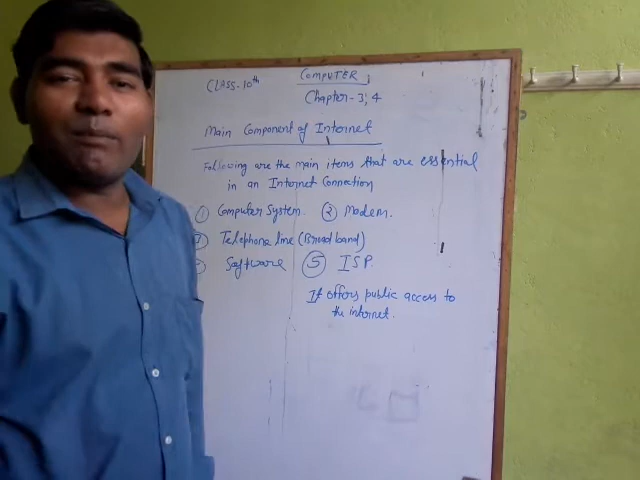 CLASS-10th
COMPUTER
Chapter-3,4
Main Component of Internet
Following are the main items that are essential
in an Internet Connection
① Computer System. ② Modem.
Telephone line (Broad band)
Software ⑤ ISP.
It offers public access to
the internet.